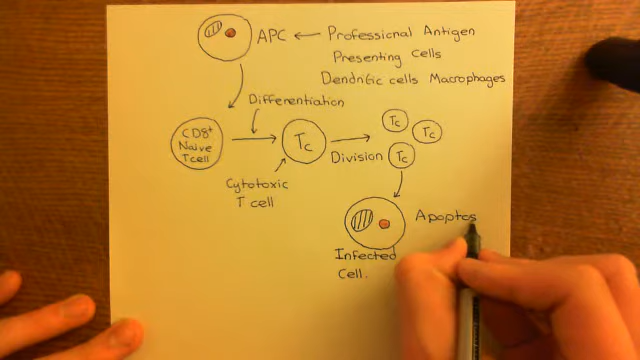 APC ← Professional Antigen
Presenting Cells
Dendritic cells Macrophages
Differentiation
CD8+
Naive
T cell
Tc
Division
Tc
Tc
Tc
Cytotoxic
T cell
Apoptos
Infected
Cell.